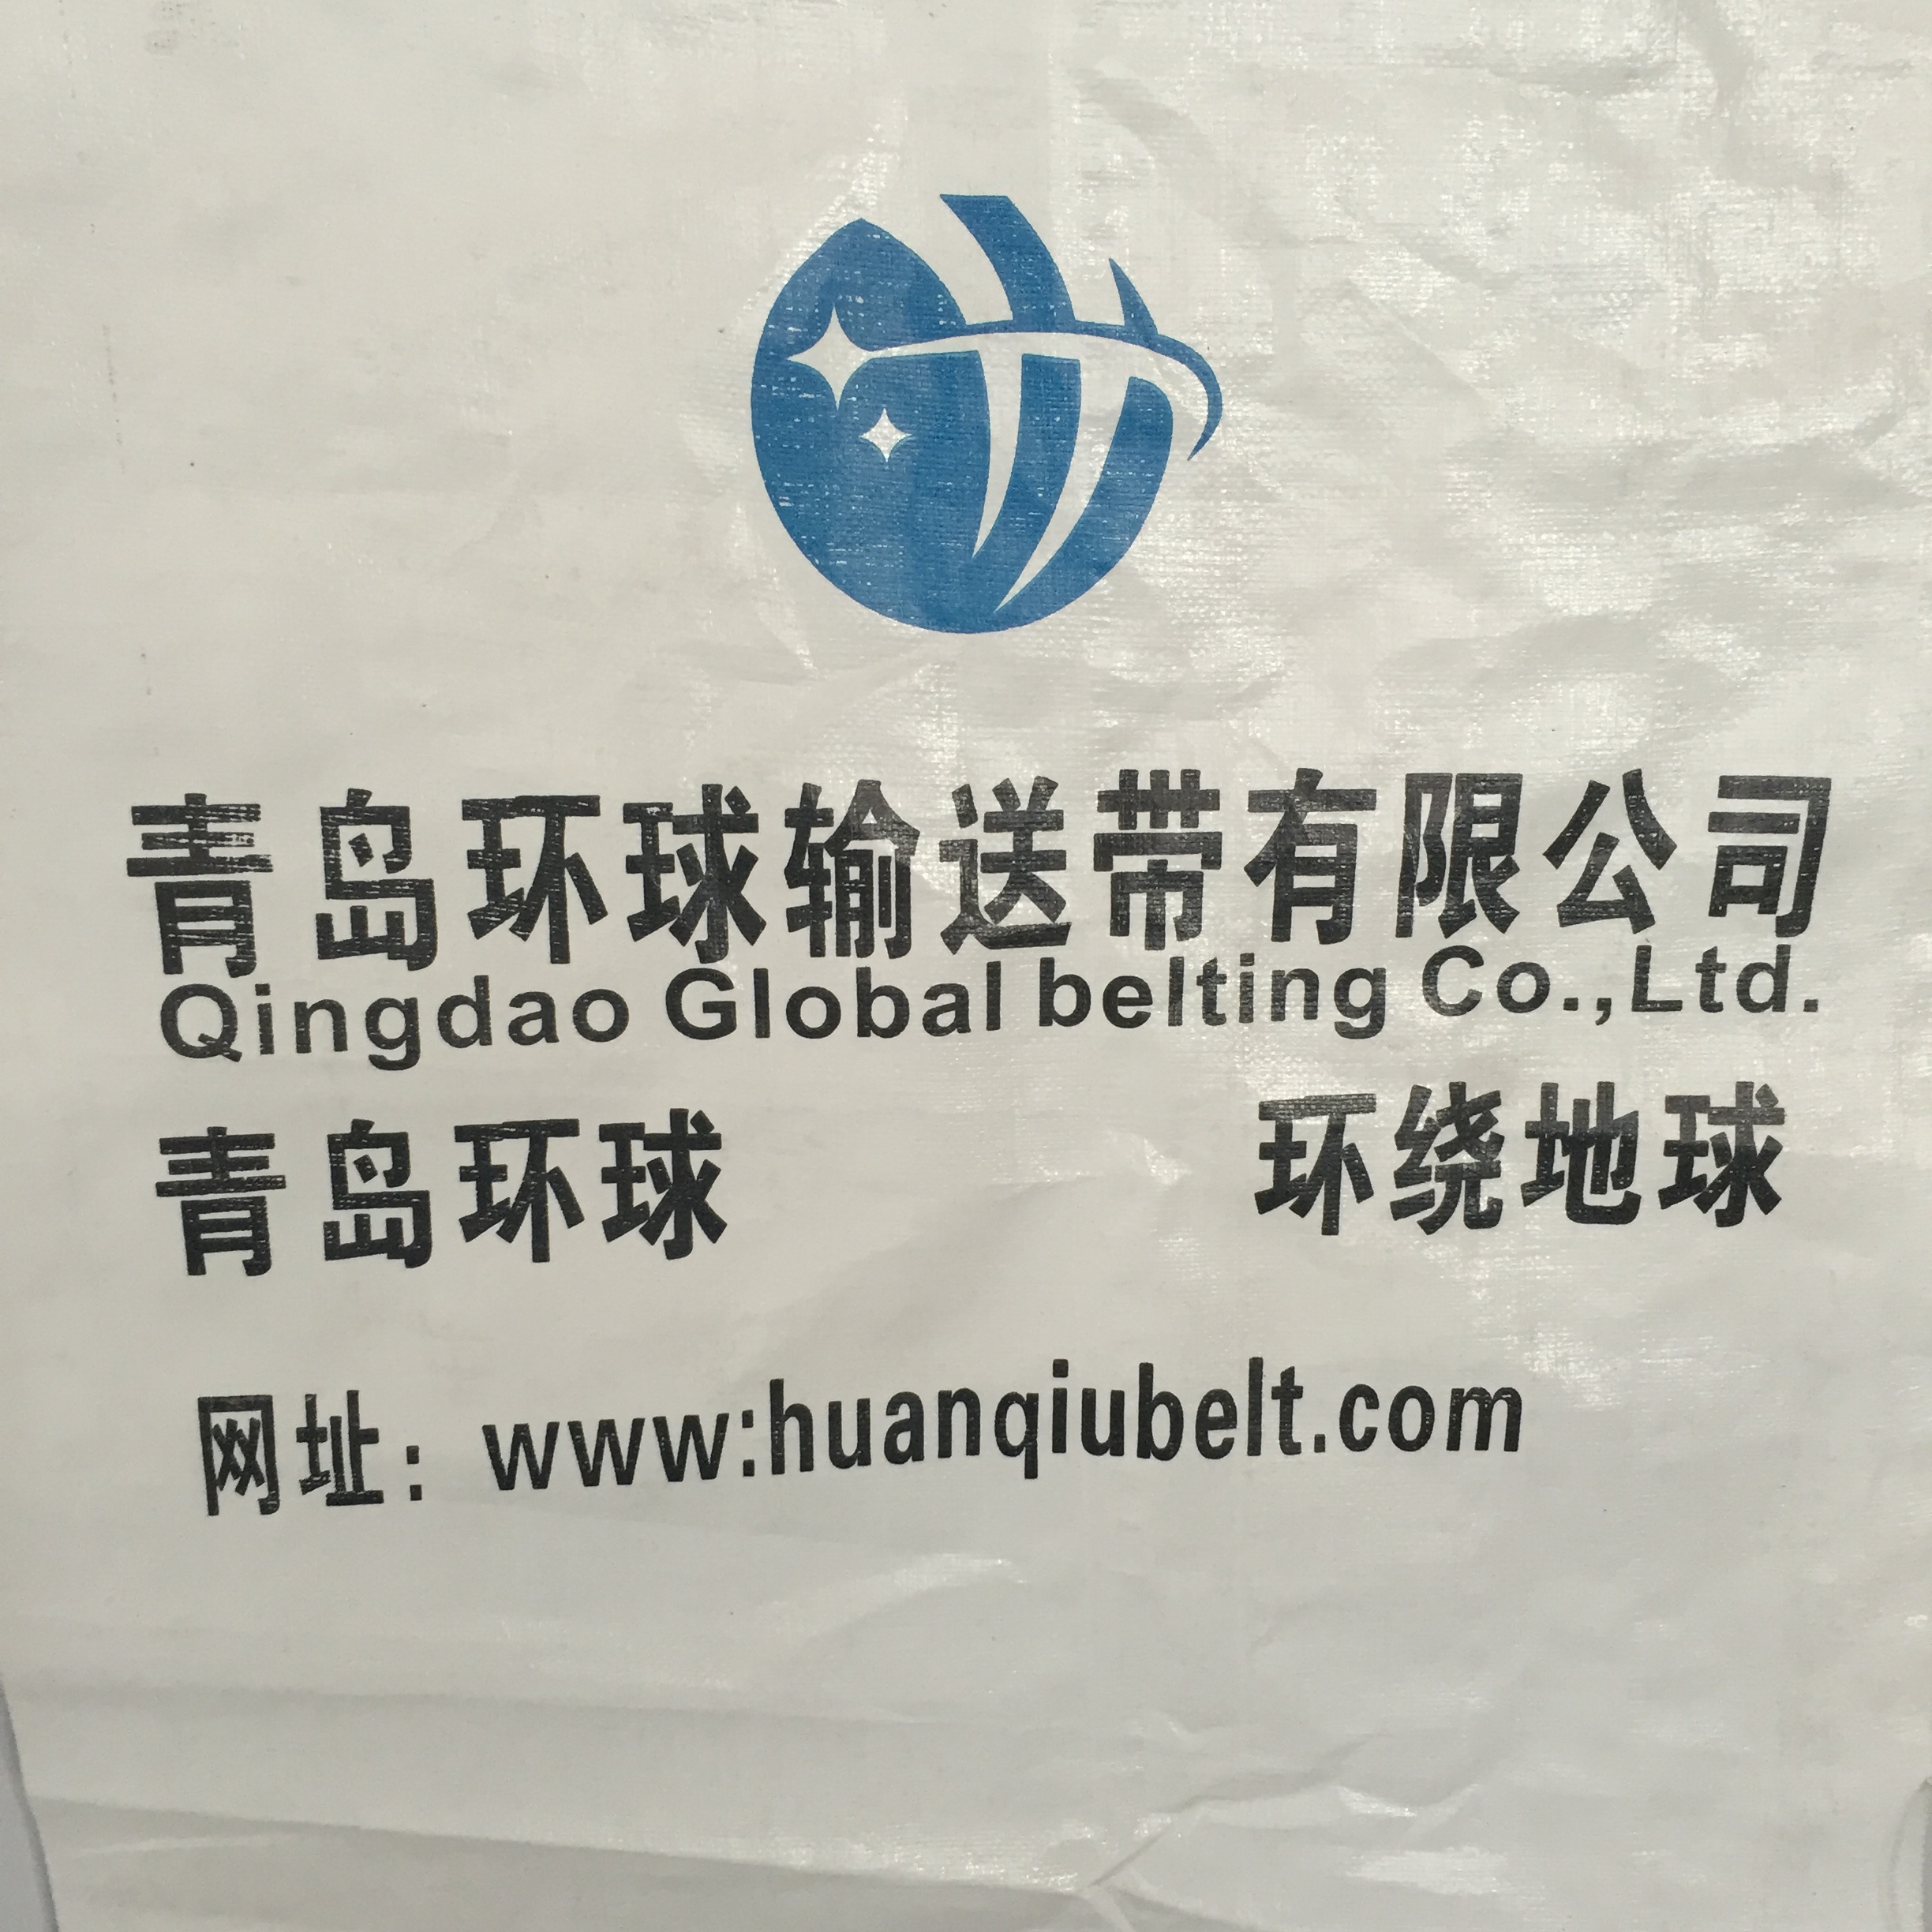 青岛环球输送带有限公司
Qingdao Global belting Co.,Ltd.
青岛环球 环绕地球
网址：www:huanqiubelt.com